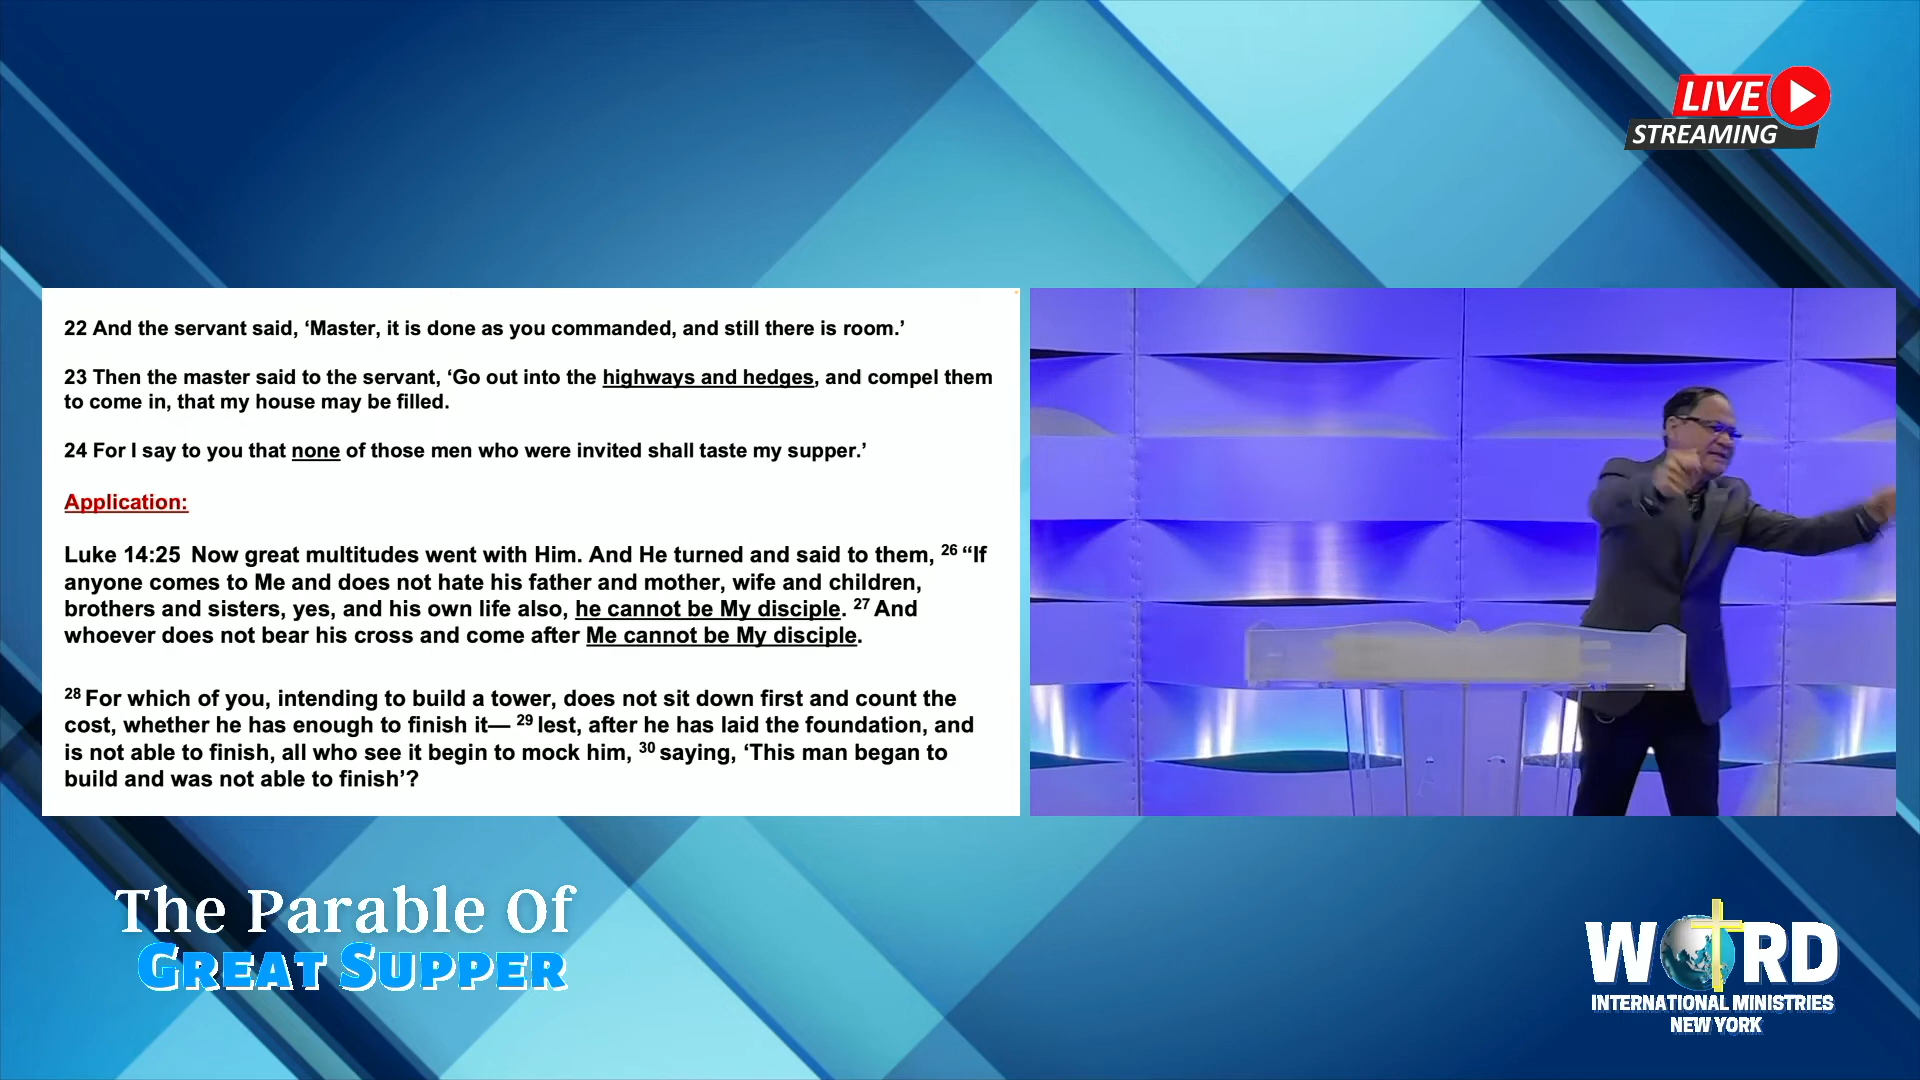 LIVE
STREAMING
22 And the servant said, ‘Master, it is done as you commanded, and still there is room.’
23 Then the master said to the servant, ‘Go out into the highways and hedges, and compel them
to come in, that my house may be filled.
24 For I say to you that none of those men who were invited shall taste my supper.’
Application:
Luke 14:25 Now great multitudes went with Him. And He turned and said to them, 26 “If
anyone comes to Me and does not hate his father and mother, wife and children,
brothers and sisters, yes, and his own life also, he cannot be My disciple. 27 And
whoever does not bear his cross and come after Me cannot be My disciple.
28 For which of you, intending to build a tower, does not sit down first and count the
cost, whether he has enough to finish it— 29 lest, after he has laid the foundation, and
is not able to finish, all who see it begin to mock him, 30 saying, ‘This man began to
build and was not able to finish’?
The Parable Of
GREAT SUPPER
WORD
INTERNATIONAL MINISTRIES
NEW YORK